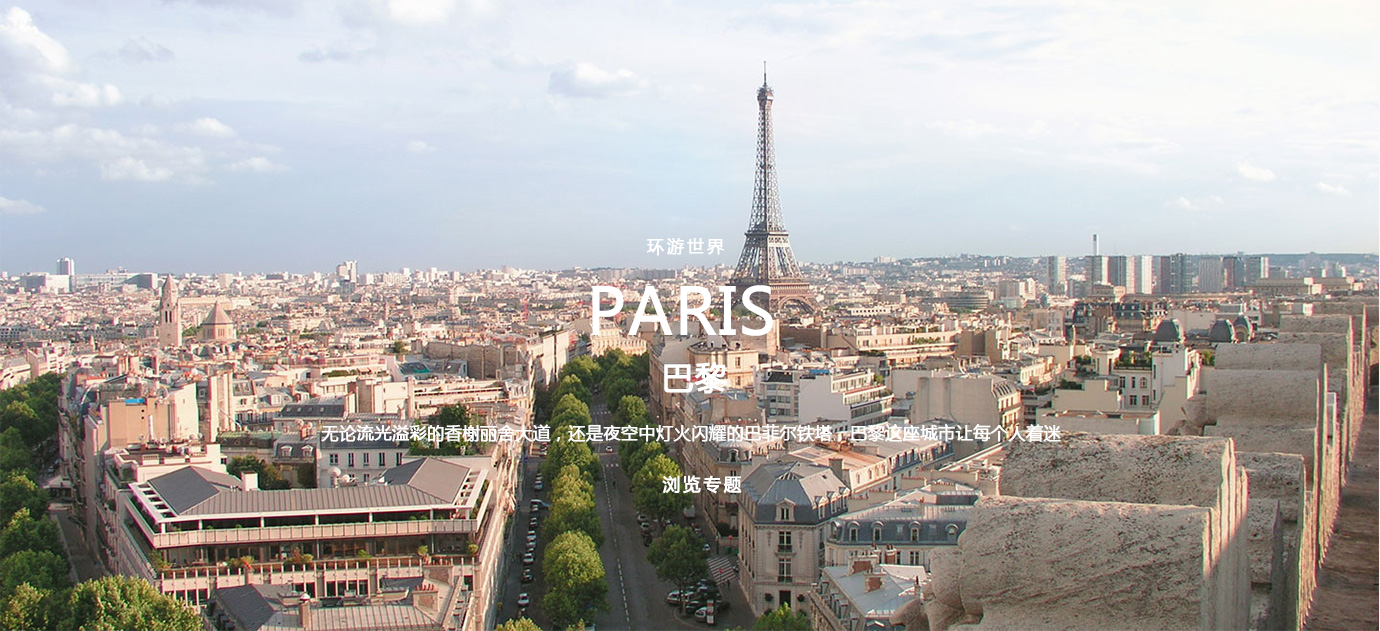 环游世界
PARIS
巴黎
无论流光溢彩的香榭丽舍大道，还是夜空中灯火闪耀的巴菲尔铁塔，巴黎这座城市让每个人着迷
浏览专题